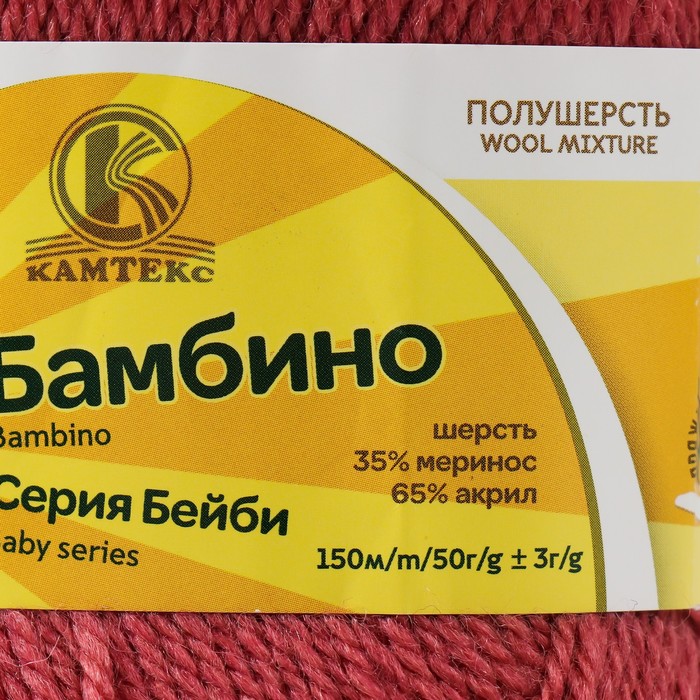 ПОЛУШЕРСТЬ
WOOL MIXTURE
КАМТЕКс
Бамбино
Bambino
шерсть
35% меринос
65% акрил
Серия Бейби
aby series
150м/m/50г/g ± 3г/g